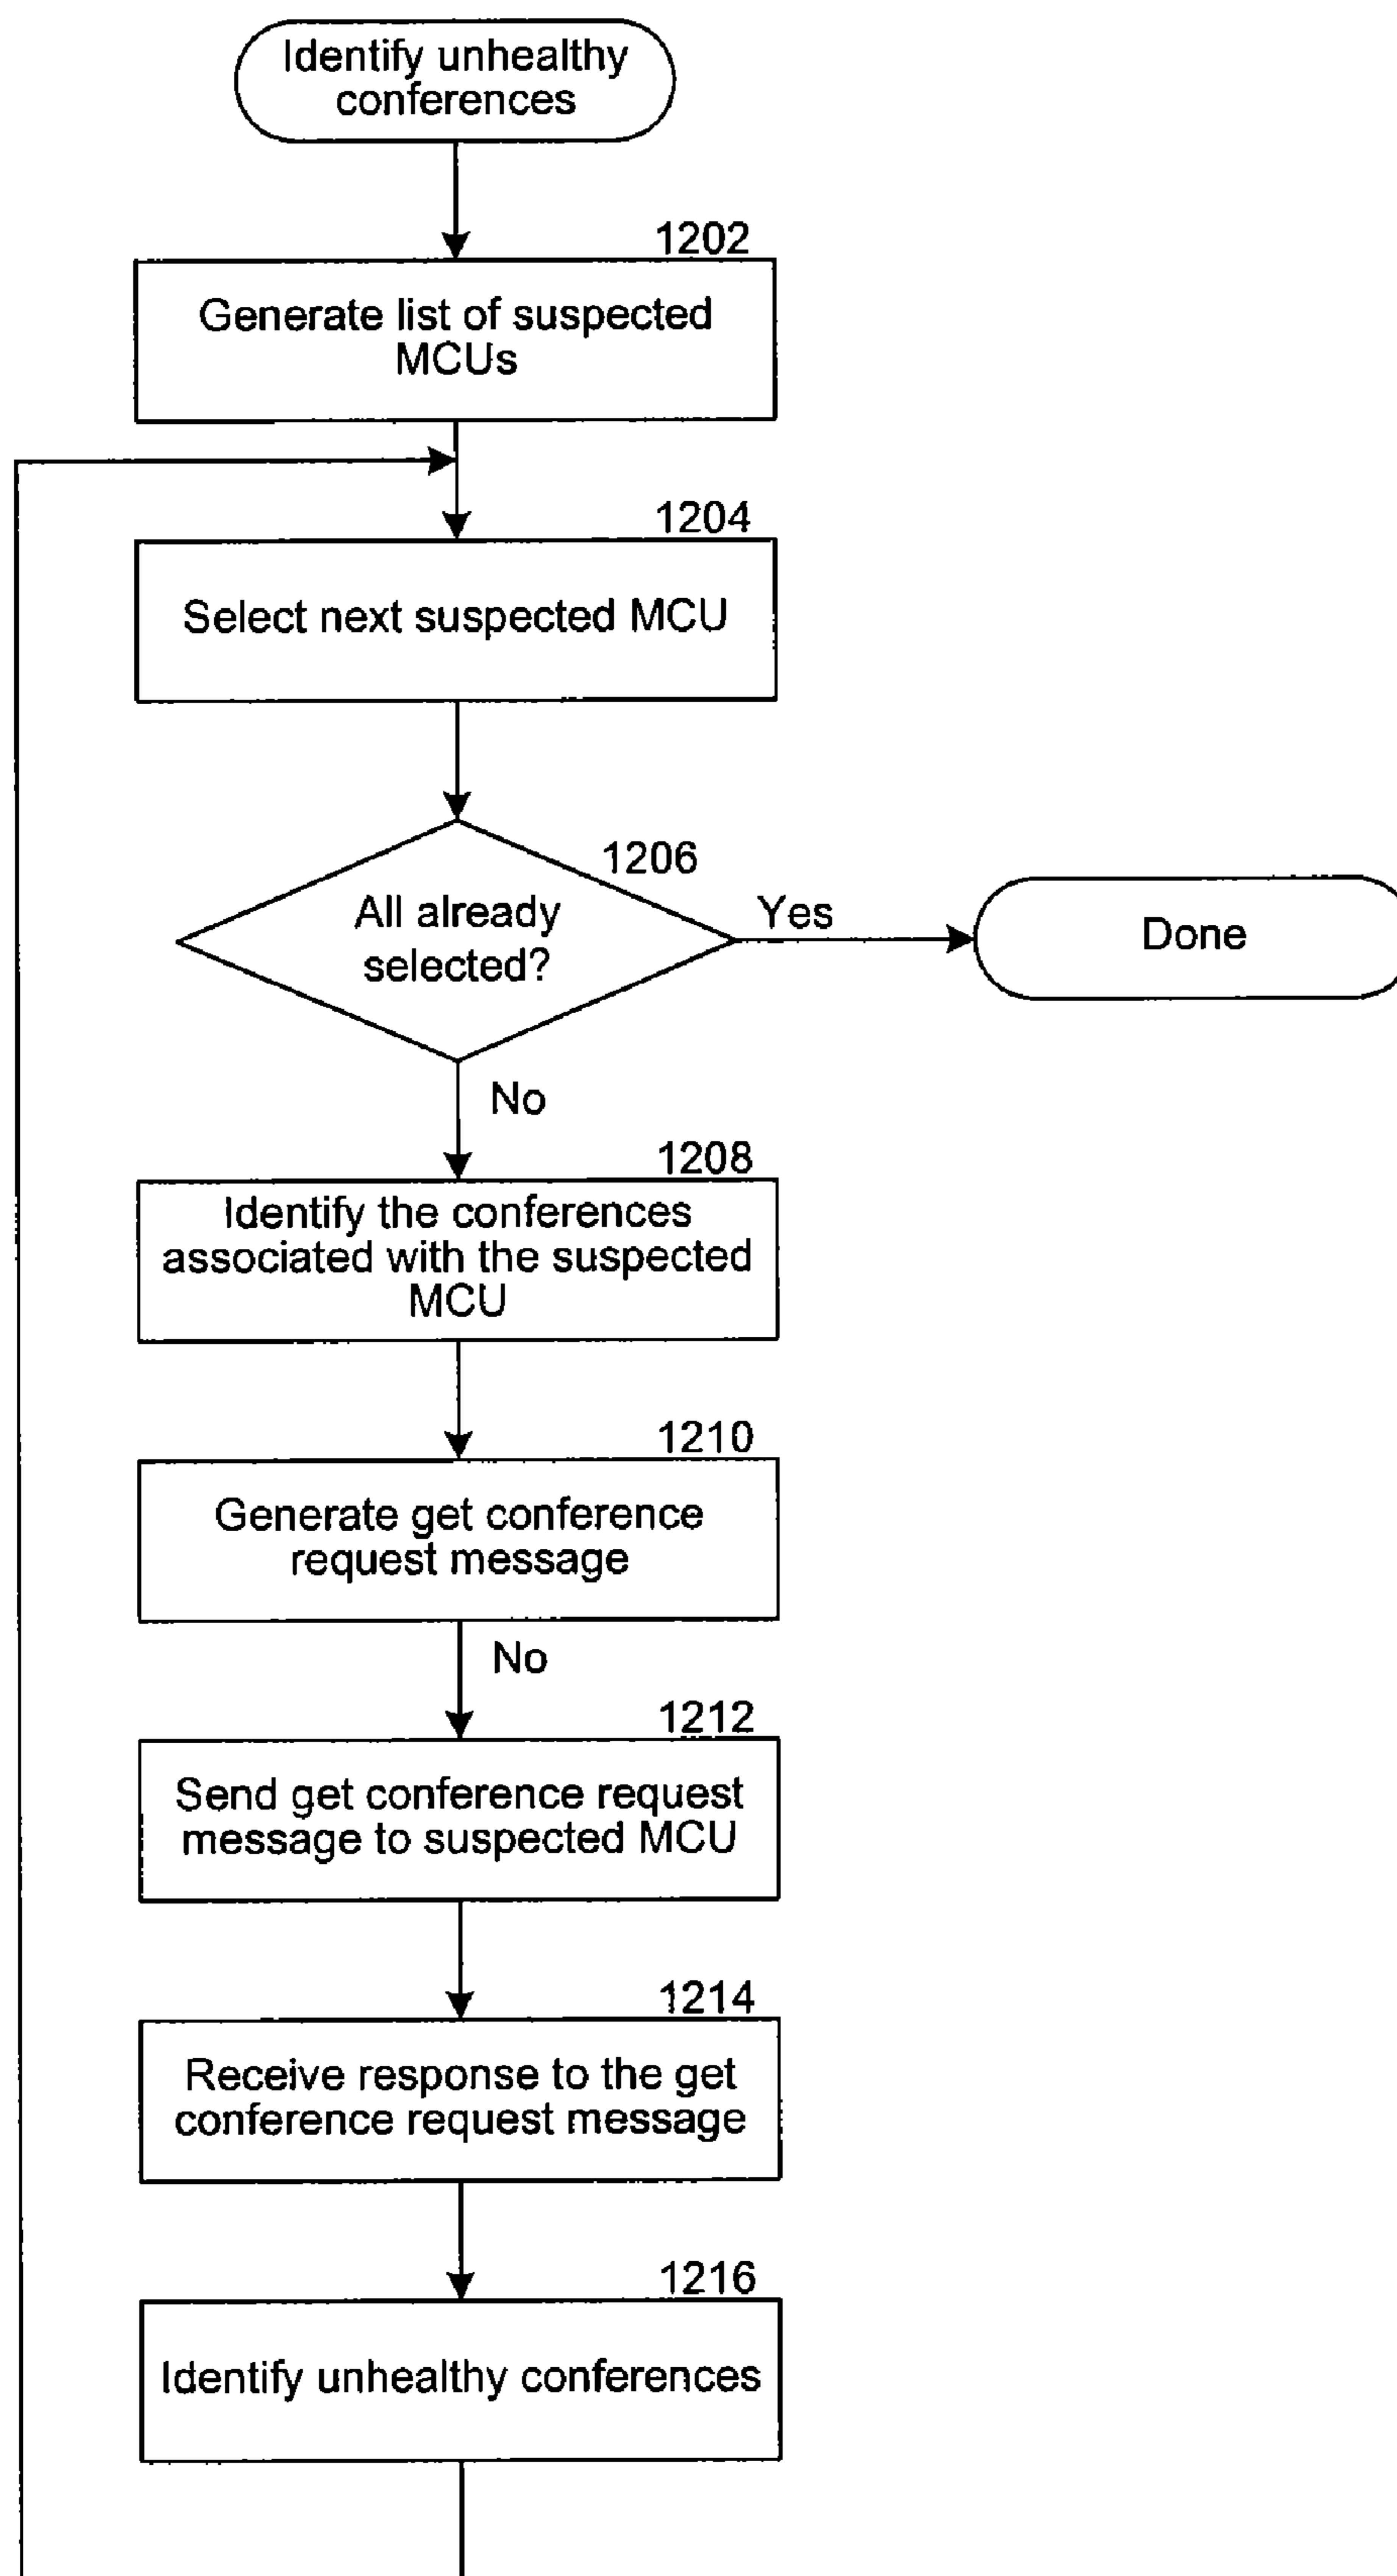 Identify unhealthy
conferences
1202
Generate list of suspected
MCUs
1204
Select next suspected MCU
1206
All already
selected?
Yes
Done
No
1208
Identify the conferences
associated with the suspected
MCU
1210
Generate get conference
request message
No
1212
Send get conference request
message to suspected MCU
1214
Receive response to the get
conference request message
1216
Identify unhealthy conferences